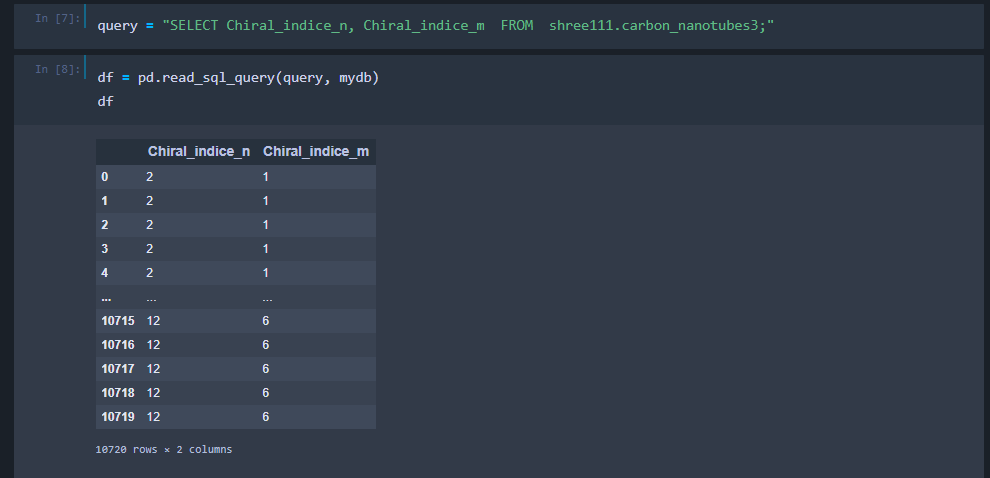 In [7]: query = "SELECT Chiral_indice_n, Chiral_indice_m  FROM  shree111.carbon_nanotubes3;"
In [8]: df = pd.read_sql_query(query, mydb)
df
Chiral_indice_n Chiral_indice_m
0 2 1
1 2 1
2 2 1
3 2 1
4 2 1
... ... ...
10715 12 6
10716 12 6
10717 12 6
10718 12 6
10719 12 6
10720 rows × 2 columns